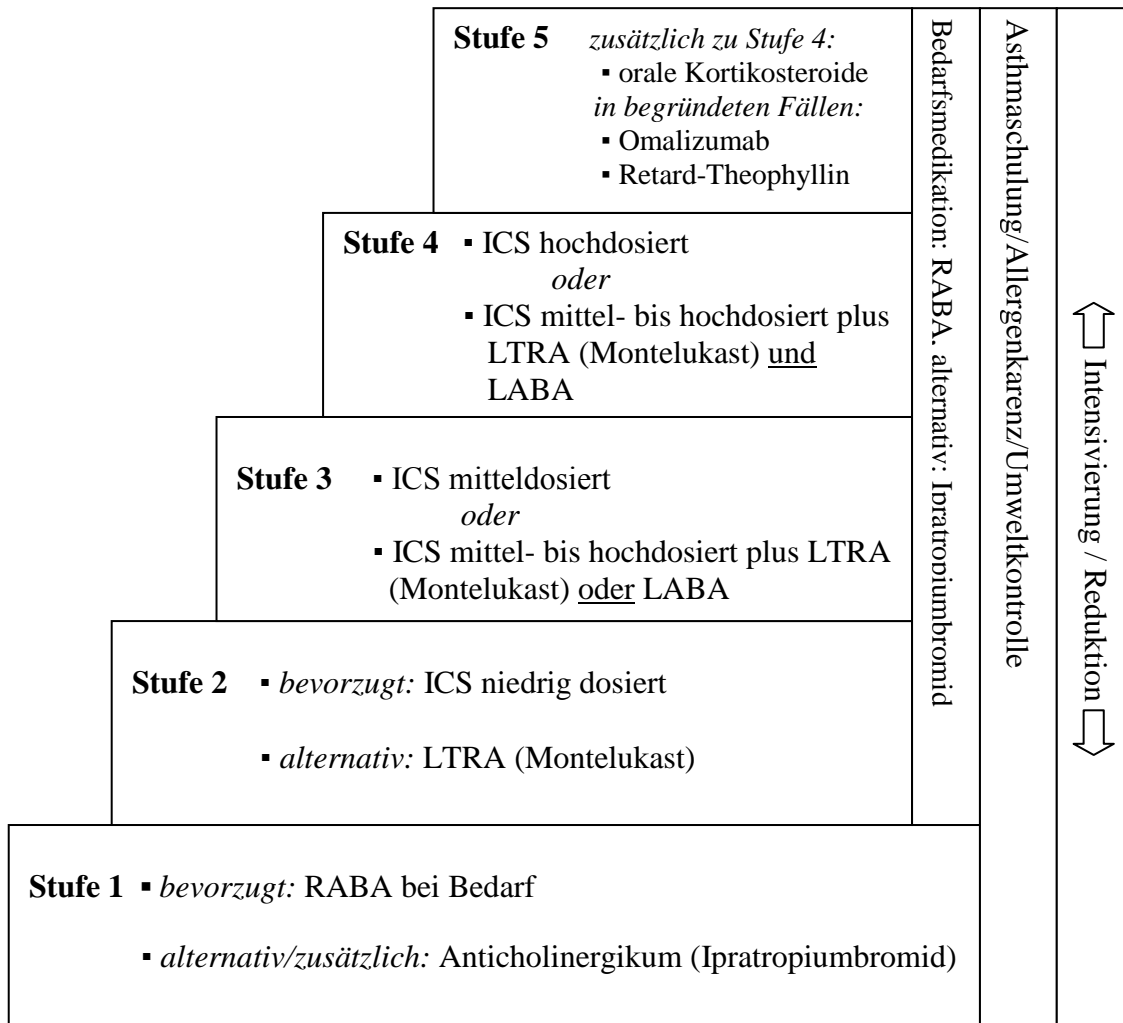 Stufe 5 zusätzlich zu Stufe 4:
▪ orale Kortikosteroide
in begründeten Fällen:
▪ Omalizumab
▪ Retard-Theophyllin
Stufe 4 ▪ ICS hochdosiert
oder
▪ ICS mittel- bis hochdosiert plus
LTRA (Montelukast) und
LABA
Stufe 3 ▪ ICS mitteldosiert
oder
▪ ICS mittel- bis hochdosiert plus LTRA
(Montelukast) oder LABA
Stufe 2 ▪ bevorzugt: ICS niedrig dosiert
▪ alternativ: LTRA (Montelukast)
Stufe 1 ▪ bevorzugt: RABA bei Bedarf
▪ alternativ/zusätzlich: Anticholinergikum (Ipratropiumbromid)
Bedarfsmedikation: RABA. alternativ: Ipratropiumbromid
Asthmaschulung/Allergenkarenz/Umweltkontrolle
Intensivierung / Reduktion